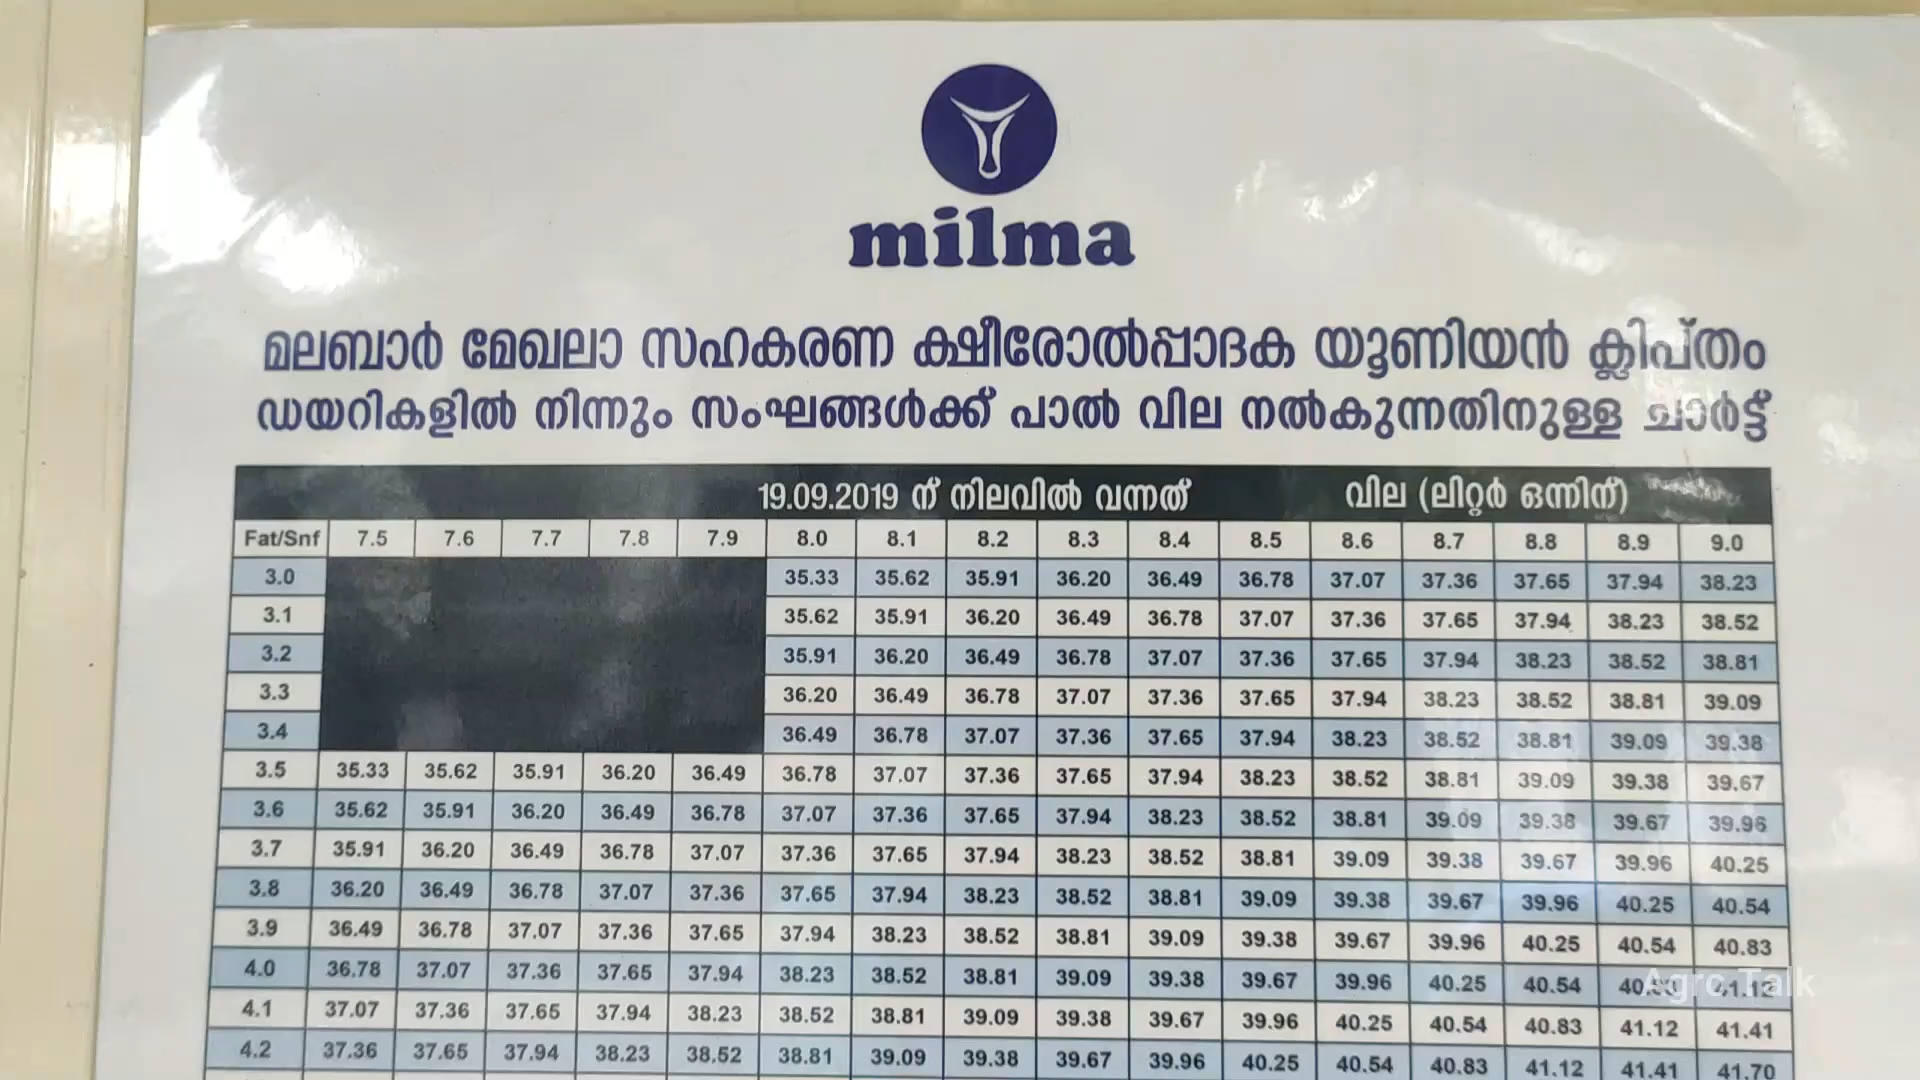 milma
മലബാർ മേഖലാ സഹകരണ ക്ഷീരോൽപ്പാദക യൂണിയൻ ക്ലിപ്തം
ഡയറികളിൽ നിന്നും സംഘങ്ങൾക്ക് പാൽ വില നൽകുന്നതിനുള്ള ചാർട്ട്
19.09.2019 ന് നിലവിൽ വന്നത് വില (ലിറ്റർ ഒന്നിന്)
Fat/Snf 7.5 7.6 7.7 7.8 7.9 8.0 8.1 8.2 8.3 8.4 8.5 8.6 8.7 8.8 8.9 9.0
3.0 35.33 35.62 35.91 36.20 36.49 36.78 37.07 37.36 37.65 37.94 38.23
3.1 35.62 35.91 36.20 36.49 36.78 37.07 37.36 37.65 37.94 38.23 38.52
3.2 35.91 36.20 36.49 36.78 37.07 37.36 37.65 37.94 38.23 38.52 38.81
3.3 36.20 36.49 36.78 37.07 37.36 37.65 37.94 38.23 38.52 38.81 39.09
3.4 36.49 36.78 37.07 37.36 37.65 37.94 38.23 38.52 38.81 39.09 39.38
3.5 35.33 35.62 35.91 36.20 36.49 36.78 37.07 37.36 37.65 37.94 38.23 38.52 38.81 39.09 39.38 39.67
3.6 35.62 35.91 36.20 36.49 36.78 37.07 37.36 37.65 37.94 38.23 38.52 38.81 39.09 39.38 39.67 39.96
3.7 35.91 36.20 36.49 36.78 37.07 37.36 37.65 37.94 38.23 38.52 38.81 39.09 39.38 39.67 39.96 40.25
3.8 36.20 36.49 36.78 37.07 37.36 37.65 37.94 38.23 38.52 38.81 39.09 39.38 39.67 39.96 40.25 40.54
3.9 36.49 36.78 37.07 37.36 37.65 37.94 38.23 38.52 38.81 39.09 39.38 39.67 39.96 40.25 40.54 40.83
4.0 36.78 37.07 37.36 37.65 37.94 38.23 38.52 38.81 39.09 39.38 39.67 39.96 40.25 40.54 41.12
Agro Talk
4.1 37.07 37.36 37.65 37.94 38.23 38.52 38.81 39.09 39.38 39.67 39.96 40.25 40.54 40.83 41.12 41.41
4.2 37.36 37.65 37.94 38.23 38.52 38.81 39.09 39.38 39.67 39.96 40.25 40.54 40.83 41.12 41.41 41.70